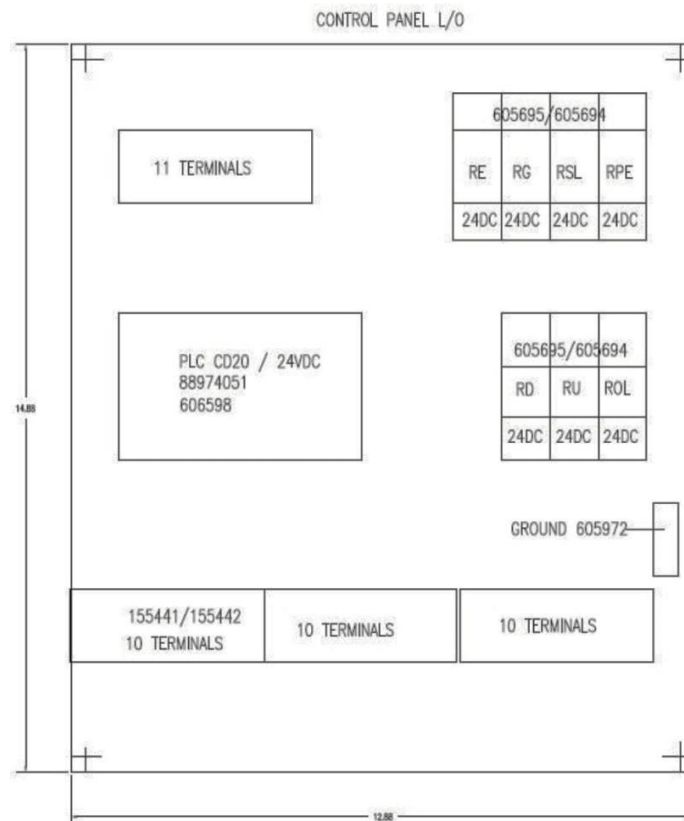 CONTROL PANEL L/O
605695/605694
11 TERMINALS
RE RG RSL RPE
24DC 24DC 24DC 24DC
PLC CD20 / 24VDC
88974051
606598
605695/605694
RD RU ROL
24DC 24DC 24DC
14.88
GROUND 605972
155441/155442
10 TERMINALS
10 TERMINALS
10 TERMINALS
12.88